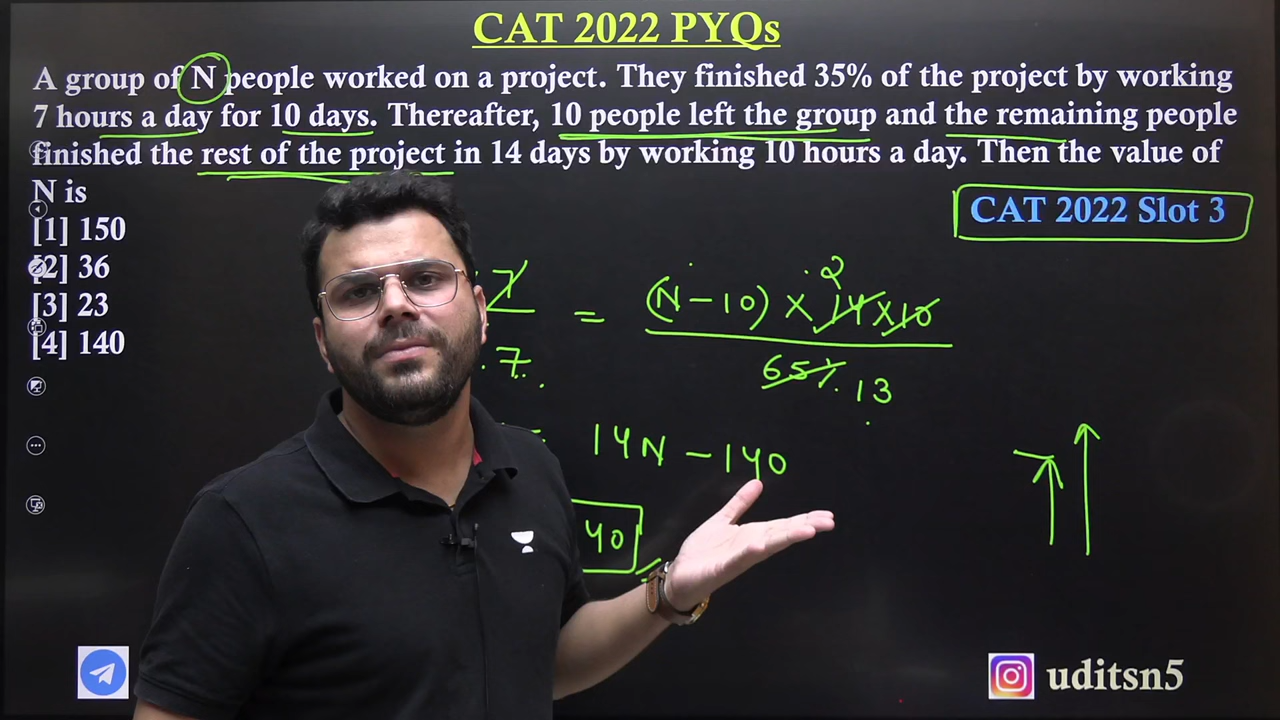 CAT 2022 PYQs
A group of N people worked on a project. They finished 35% of the project by working
7 hours a day for 10 days. Thereafter, 10 people left the group and the remaining people
finished the rest of the project in 14 days by working 10 hours a day. Then the value of
N is
CAT 2022 Slot 3
[1] 150
[2] 36
[3] 23
[4] 140
7 = (N-10) × 14 × 10 2
7 65% 13
= 14N - 140
40
uditsn5